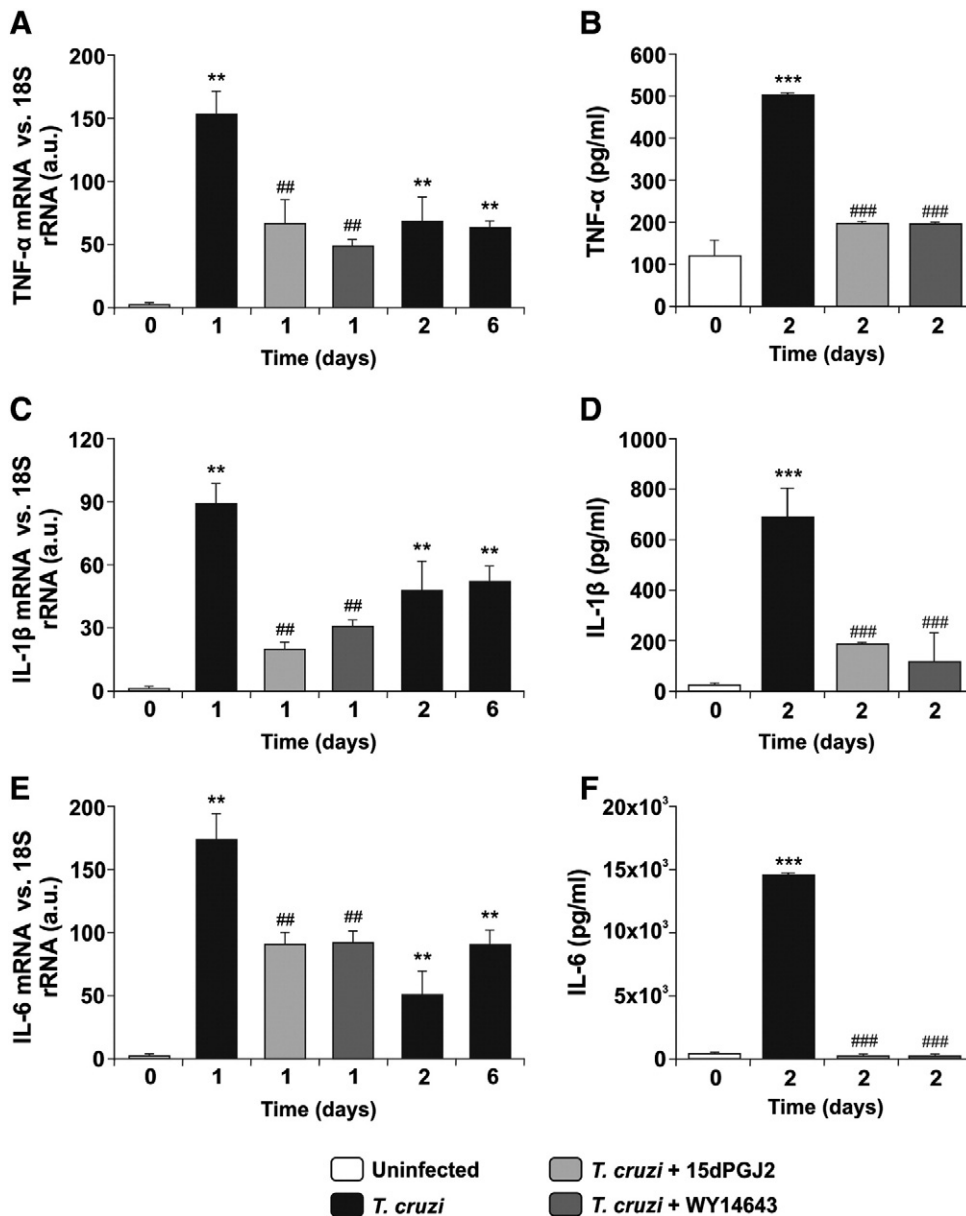 A
TNF-α mRNA vs. 18S
rRNA (a.u.)
200
150
100
50
0
**
##
##
**
**
0 1 1 1 2 6
Time (days)
B
TNF-α (pg/ml)
600
500
400
300
200
100
0
***
###
###
0 2 2 2
Time (days)
C
IL-1β mRNA vs. 18S
rRNA (a.u.)
120
90
60
30
0
**
##
##
**
**
0 1 1 1 2 6
Time (days)
D
IL-1β (pg/ml)
1000
800
600
400
200
0
***
###
###
0 2 2 2
Time (days)
E
IL-6 mRNA vs. 18S
rRNA (a.u.)
200
150
100
50
0
**
##
##
**
**
0 1 1 1 2 6
Time (days)
F
IL-6 (pg/ml)
20x10³
15x10³
10x10³
5x10³
0
***
###
###
0 2 2 2
Time (days)
Uninfected
T. cruzi
T. cruzi + 15dPGJ2
T. cruzi + WY14643